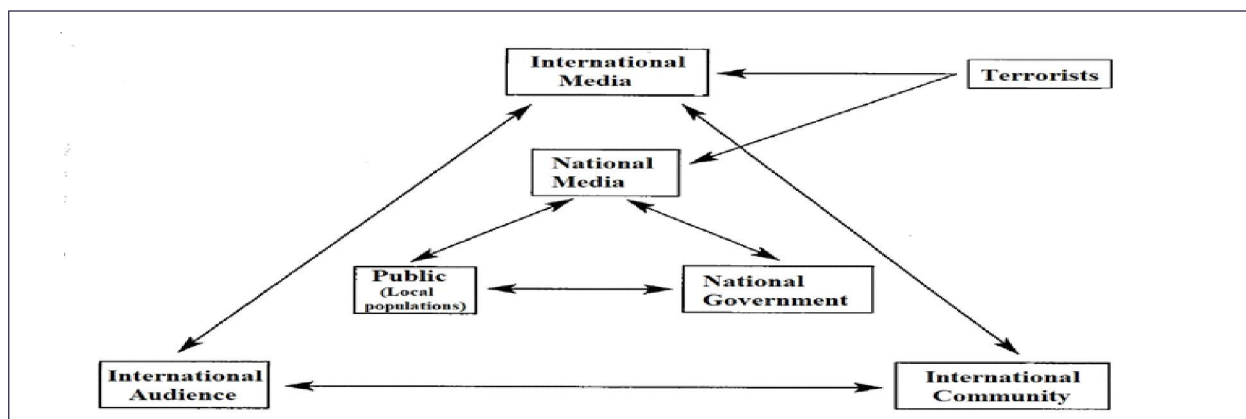 International
Media
Terrorists
National
Media
Public
(Local
populations)
National
Government
International
Audience
International
Community